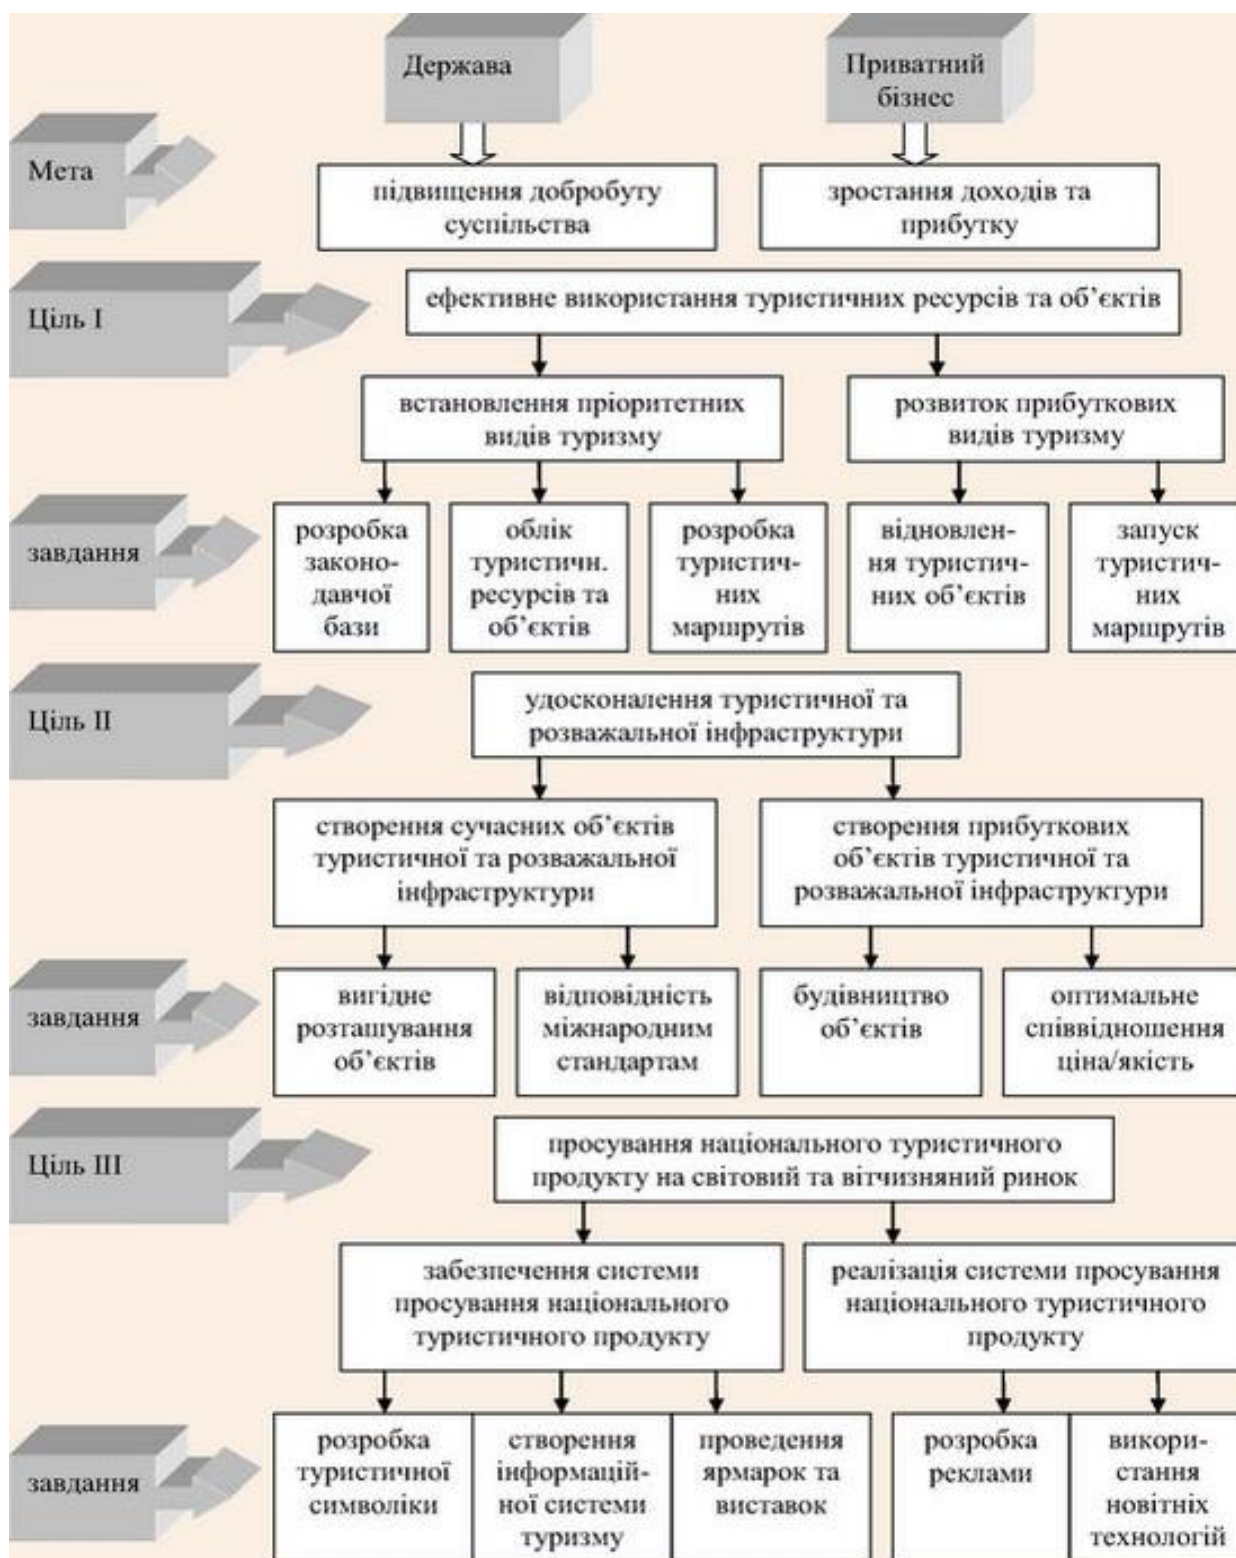 Держава
Приватний
бізнес
Мета
підвищення добробуту
суспільства
зростання доходів та
прибутку
Ціль І
ефективне використання туристичних ресурсів та об’єктів
встановлення пріоритетних
видів туризму
розвиток прибуткових
видів туризму
завдання
розробка
законо-
давчої
бази
облік
туристичн.
ресурсів та
об’єктів
розробка
туристич-
них
маршрутів
відновлен-
ня туристич-
них об’єктів
запуск
туристич-
них
маршрутів
Ціль ІІ
удосконалення туристичної та
розважальної інфраструктури
створення сучасних об’єктів
туристичної та розважальної
інфраструктури
створення прибуткових
об’єктів туристичної та
розважальної інфраструктури
завдання
вигідне
розташування
об’єктів
відповідність
міжнародним
стандартам
будівництво
об’єктів
оптимальне
співвідношення
ціна/якість
Ціль ІІІ
просування національного туристичного
продукту на світовий та вітчизняний ринок
забезпечення системи
просування національного
туристичного продукту
реалізація системи просування
національного туристичного
продукту
завдання
розробка
туристичної
символіки
створення
інформацій-
ної системи
туризму
проведення
ярмарок та
виставок
розробка
реклами
викори-
стання
новітніх
технологій